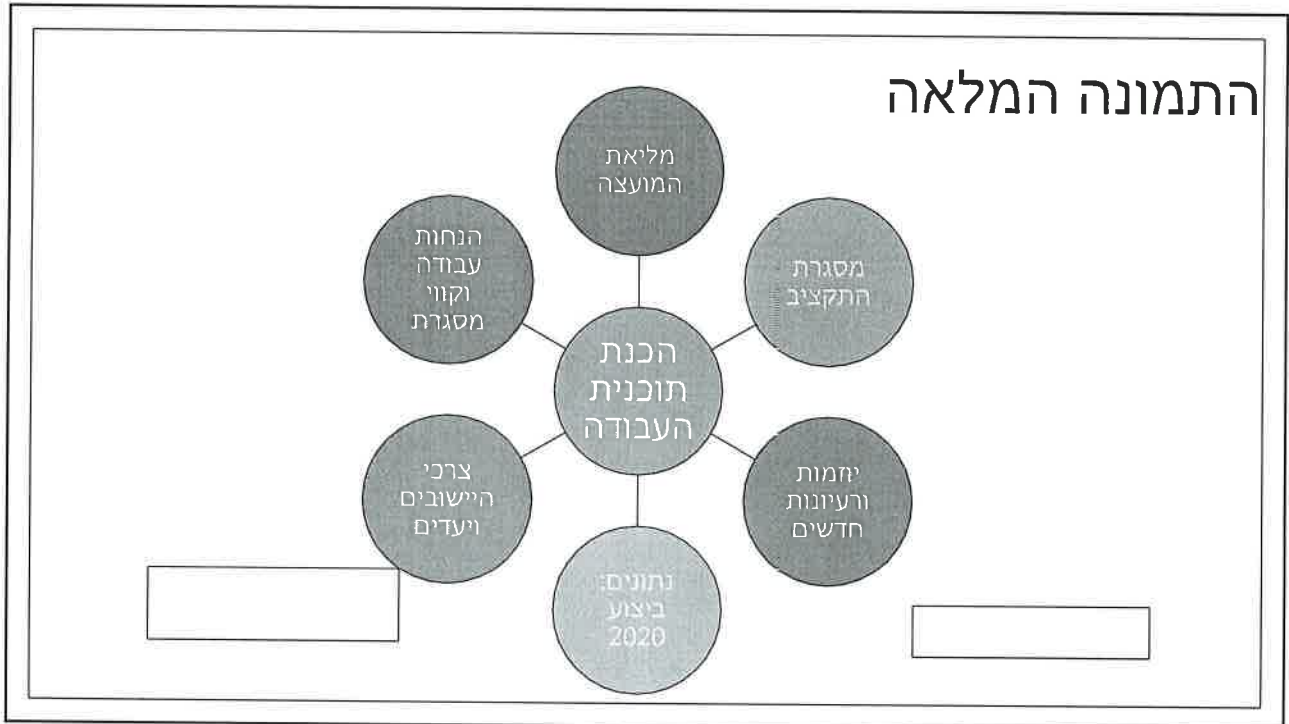 התמונה המלאה
מליאת
המועצה
מסגרת
התקציב
יוזמות
ורעיונות
חדשים
נתונים:
ביצוע
2020
צרכי
היישובים
ויעדים
הנחות
עבודה
וקווי
מסגרת
הכנת
תוכנית
העבודה